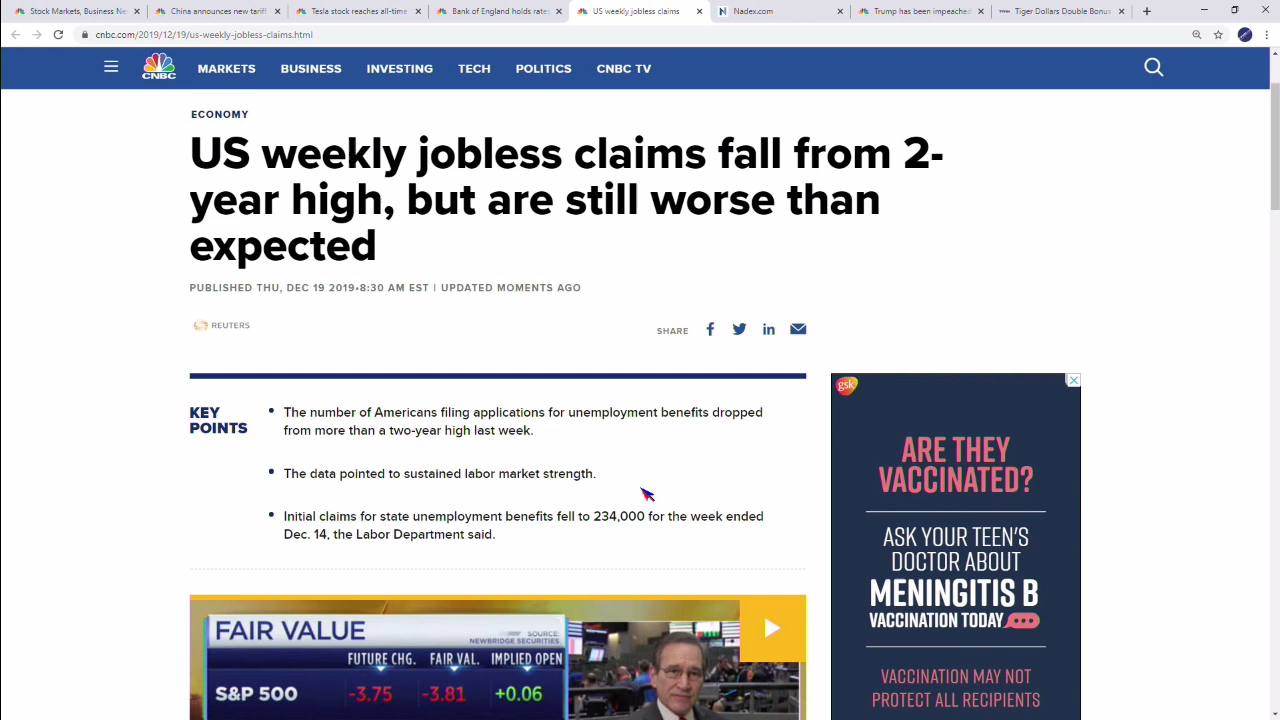 Stock Markets, Business Ne
China announces new tarif
Tesla stock reaches all-time
Bank of England holds rates
US weekly jobless claims
Nadex.com
Trump has been impeached
Tiger Dollars Double Bonus
cnbc.com/2019/12/19/us-weekly-jobless-claims.html
CNBC
MARKETS BUSINESS INVESTING TECH POLITICS CNBC TV
ECONOMY
US weekly jobless claims fall from 2-
year high, but are still worse than
expected
PUBLISHED THU, DEC 19 2019•8:30 AM EST | UPDATED MOMENTS AGO
REUTERS
SHARE
KEY
POINTS
• The number of Americans filing applications for unemployment benefits dropped
from more than a two-year high last week.
• The data pointed to sustained labor market strength.
• Initial claims for state unemployment benefits fell to 234,000 for the week ended
Dec. 14, the Labor Department said.
FAIR VALUE
SOURCE:
NEWBRIDGE SECURITIES
FUTURE CHG. FAIR VAL. IMPLIED OPEN
S&P 500 -3.75 -3.81 +0.06
gsk
ARE THEY
VACCINATED?
ASK YOUR TEEN'S
DOCTOR ABOUT
MENINGITIS B
VACCINATION TODAY
VACCINATION MAY NOT
PROTECT ALL RECIPIENTS